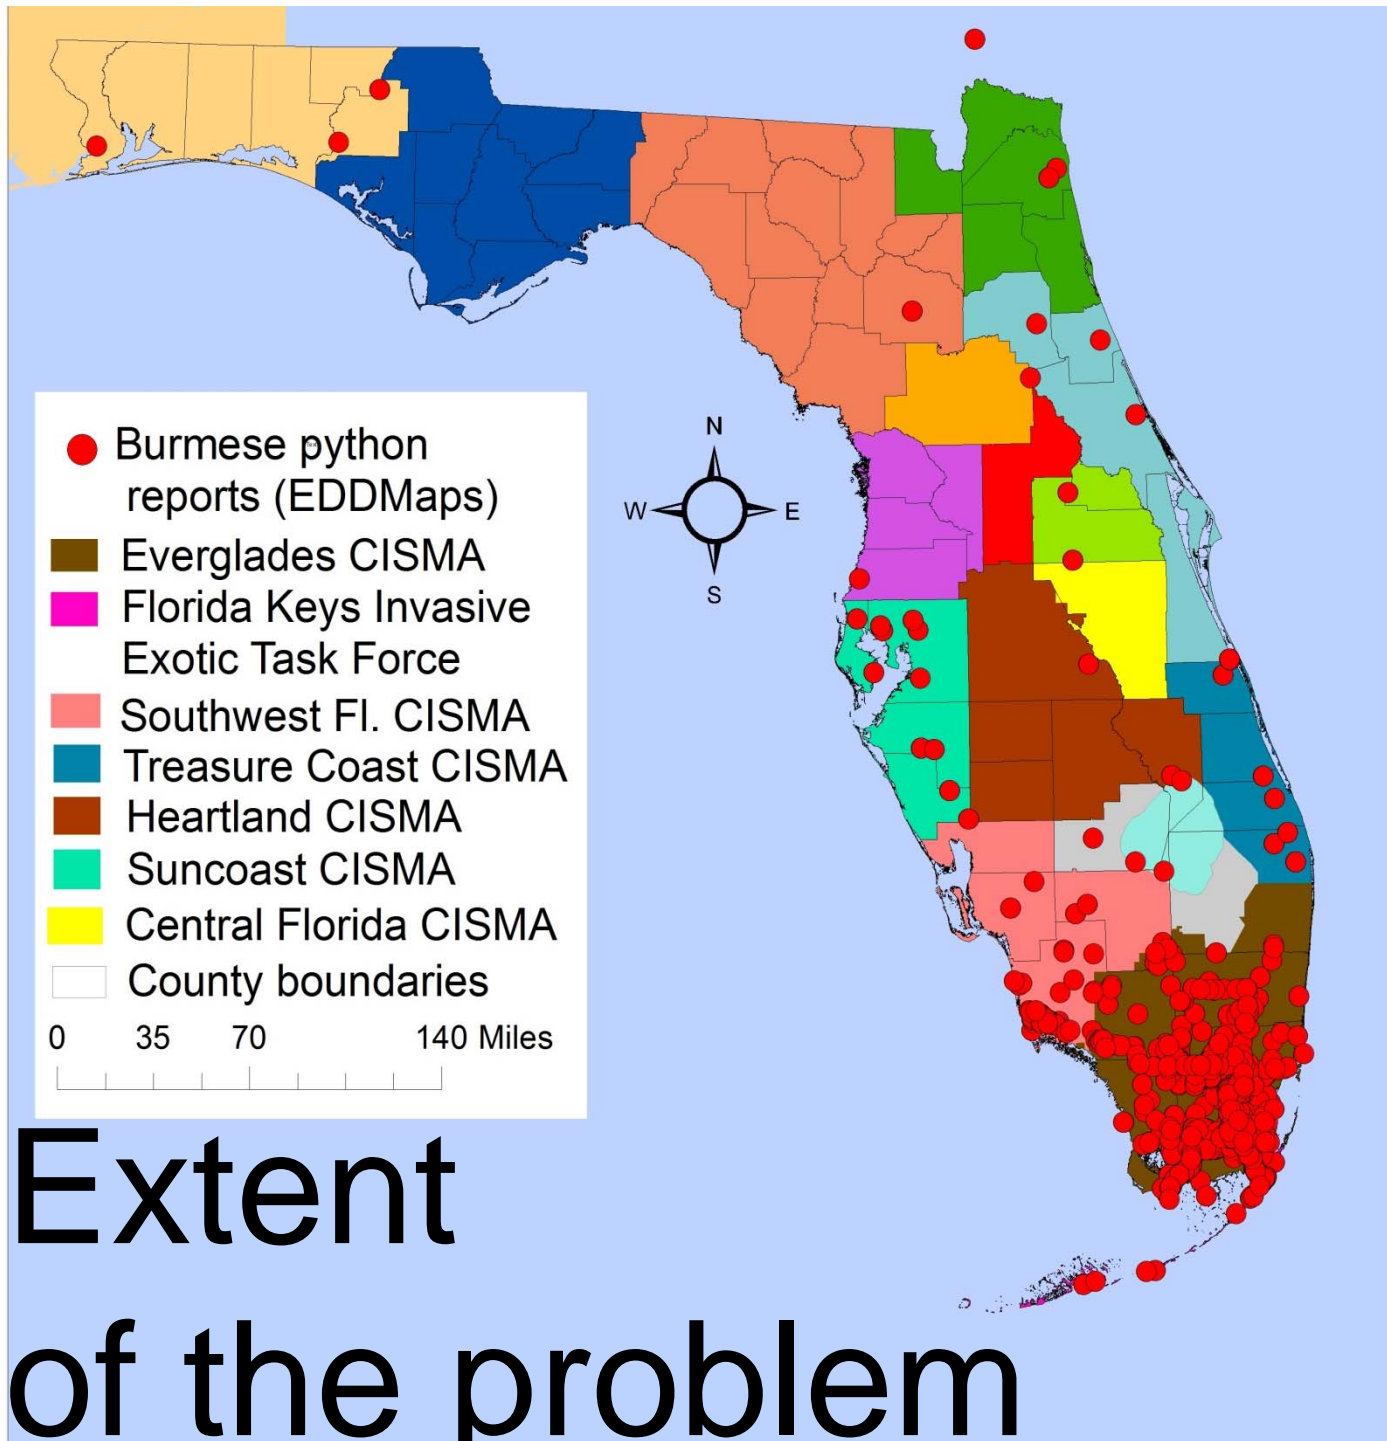 N
W E
S
Burmese python
reports (EDDMaps)
Everglades CISMA
Florida Keys Invasive
Exotic Task Force
Southwest Fl. CISMA
Treasure Coast CISMA
Heartland CISMA
Suncoast CISMA
Central Florida CISMA
County boundaries
0 35 70 140 Miles
Extent
of the problem